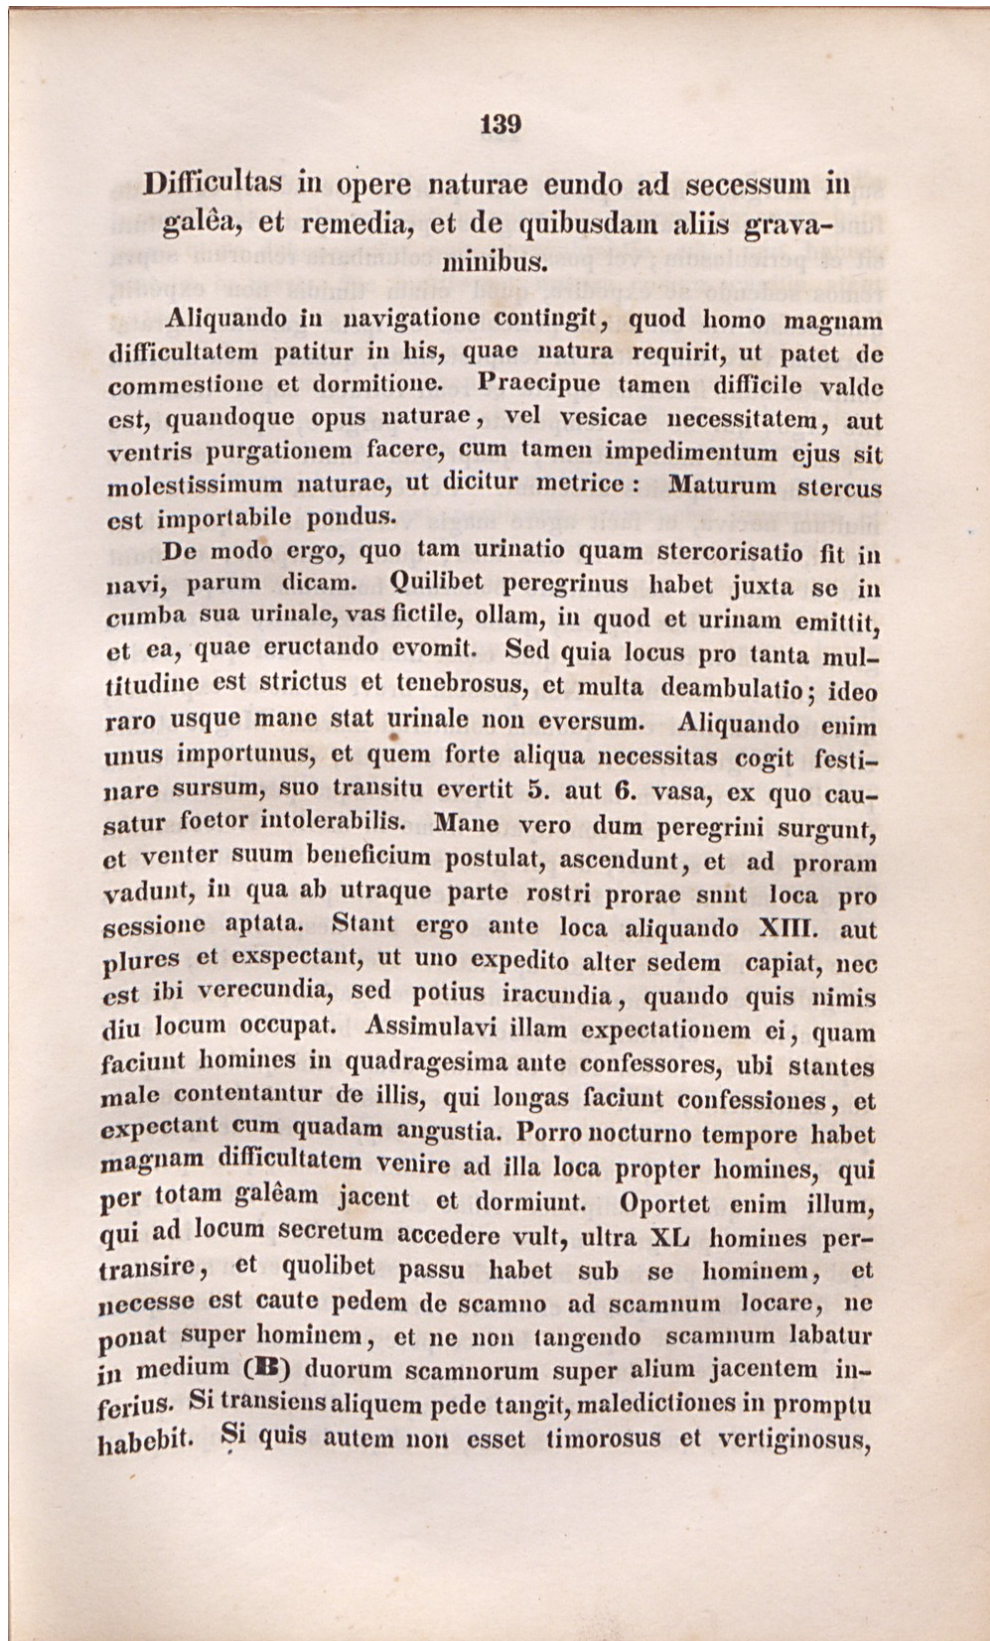 139
Difficultas in opere naturae eundo ad secessum in
galêa, et remedia, et de quibusdam aliis grava-
minibus.
Aliquando in navigatione contingit, quod homo magnam
difficultatem patitur in his, quae natura requirit, ut patet de
commestione et dormitione. Praecipue tamen difficile valde
est, quandoque opus naturae, vel vesicae necessitatem, aut
ventris purgationem facere, cum tamen impedimentum ejus sit
molestissimum naturae, ut dicitur metrice: Maturum stercus
est importabile pondus.
De modo ergo, quo tam urinatio quam stercorisatio fit in
navi, parum dicam. Quilibet peregrinus habet juxta se in
cumba sua urinale, vas fictile, ollam, in quod et urinam emittit,
et ea, quae eructando evomit. Sed quia locus pro tanta mul-
titudine est strictus et tenebrosus, et multa deambulatio; ideo
raro usque mane stat urinale non eversum. Aliquando enim
unus importunus, et quem forte aliqua necessitas cogit festi-
nare sursum, suo transitu evertit 5. aut 6. vasa, ex quo cau-
satur foetor intolerabilis. Mane vero dum peregrini surgunt,
et venter suum beneficium postulat, ascendunt, et ad proram
vadunt, in qua ab utraque parte rostri prorae sunt loca pro
sessione aptata. Stant ergo ante loca aliquando XIII. aut
plures et exspectant, ut uno expedito alter sedem capiat, nec
est ibi verecundia, sed potius iracundia, quando quis nimis
diu locum occupat. Assimulavi illam expectationem ei, quam
faciunt homines in quadragesima ante confessores, ubi stantes
male contentantur de illis, qui longas faciunt confessiones, et
expectant cum quadam angustia. Porro nocturno tempore habet
magnam difficultatem venire ad illa loca propter homines, qui
per totam galêam jacent et dormiunt. Oportet enim illum,
qui ad locum secretum accedere vult, ultra XL homines per-
transire, et quolibet passu habet sub se hominem, et
necesse est caute pedem de scamno ad scamnum locare, ne
ponat super hominem, et ne non tangendo scamnum labatur
in medium (B) duorum scamnorum super alium jacentem in-
ferius. Si transiens aliquem pede tangit, maledictiones in promptu
habebit. Si quis autem non esset timorosus et vertiginosus,